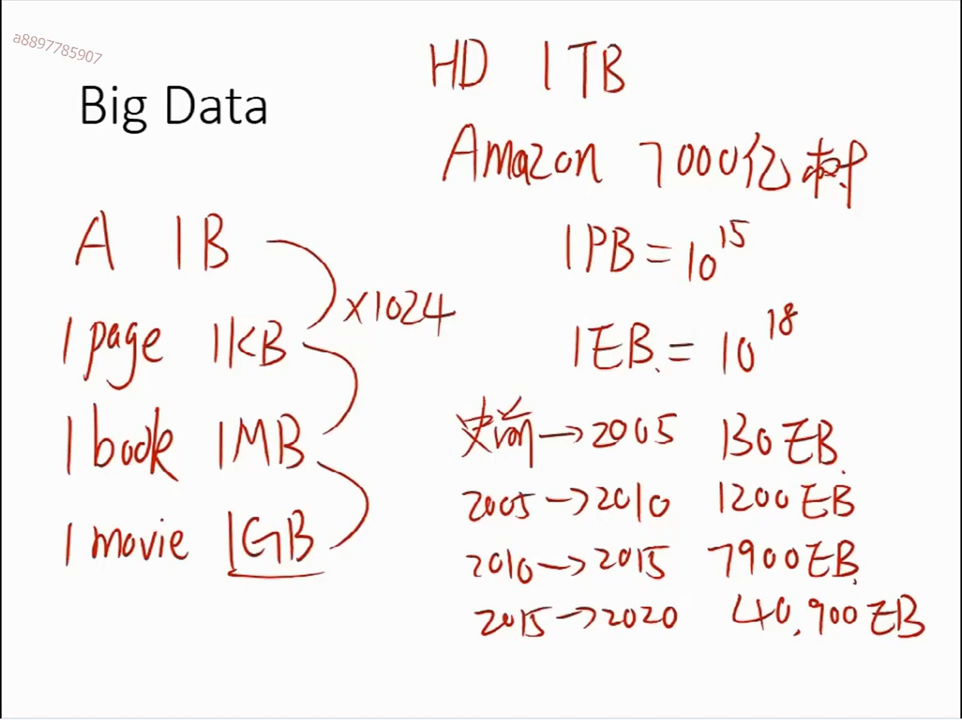 a8897785907
Big Data
A 1B
1 page 1KB
1 book 1MB
1 movie 1GB
×1024
HD 1TB
Amazon 7000亿树
1PB = 10^15
1EB = 10^18
史前→2005 130EB
2005→2010 1200EB
2010→2015 7900EB
2015→2020 40,900EB